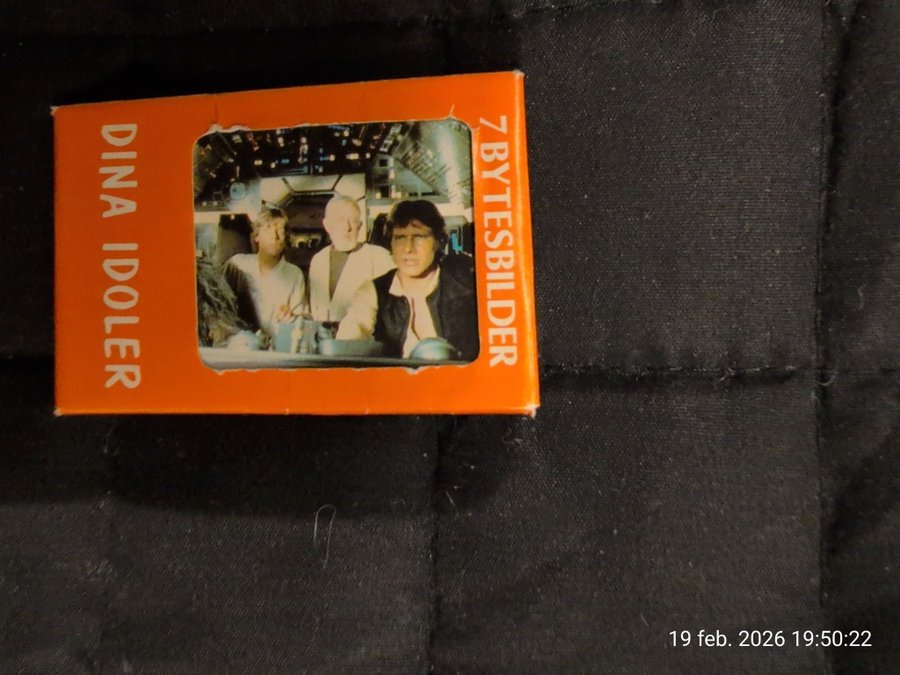 7 BYTESBILDER
DINA IDOLER
19 feb. 2026 19:50:22